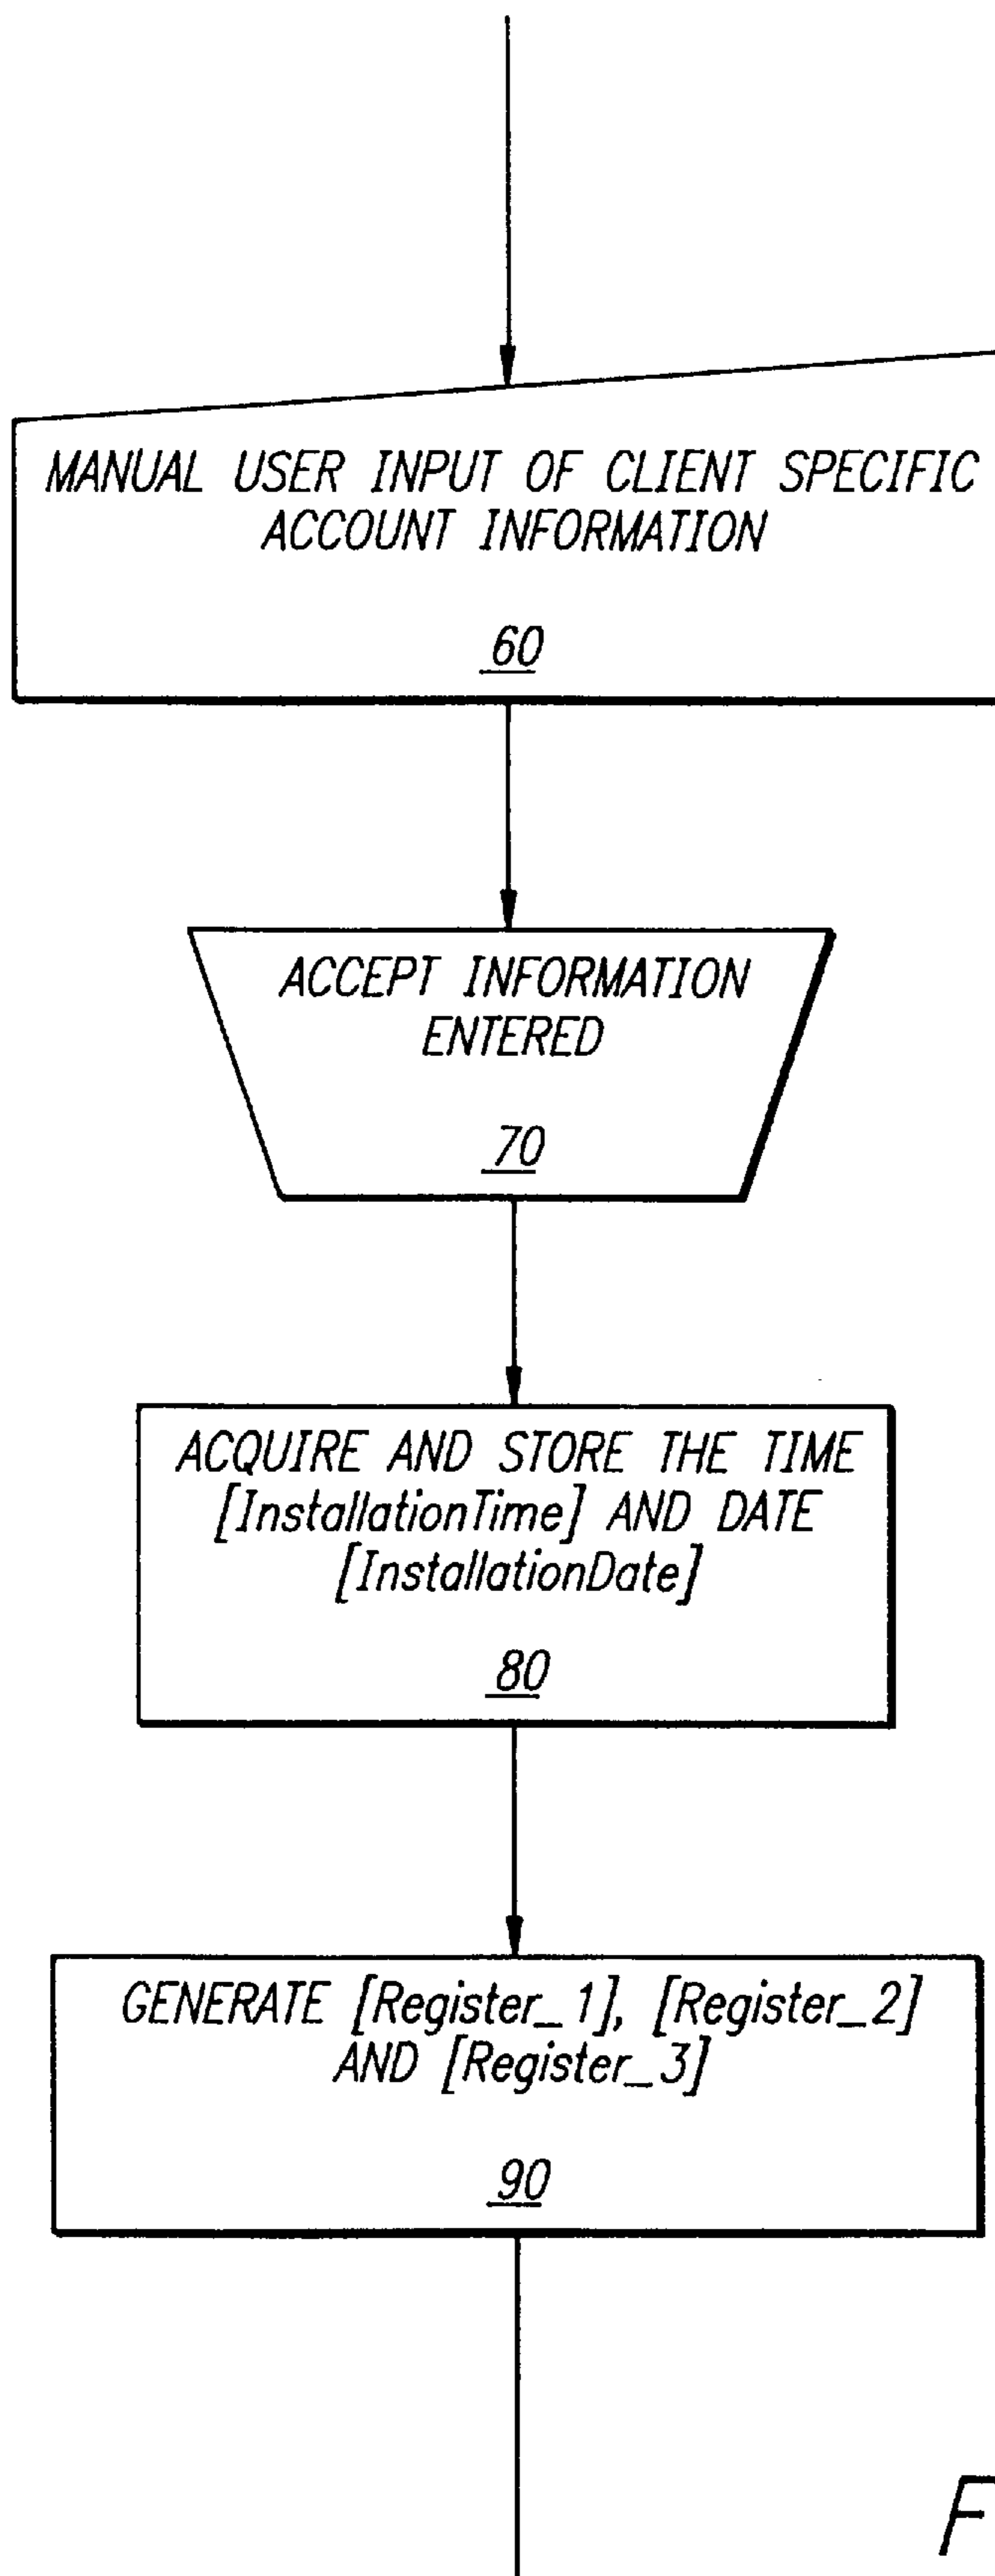 MANUAL USER INPUT OF CLIENT SPECIFIC
ACCOUNT INFORMATION
60
ACCEPT INFORMATION
ENTERED
70
ACQUIRE AND STORE THE TIME
[InstallationTime] AND DATE
[InstallationDate]
80
GENERATE [Register_1], [Register_2]
AND [Register_3]
90
F